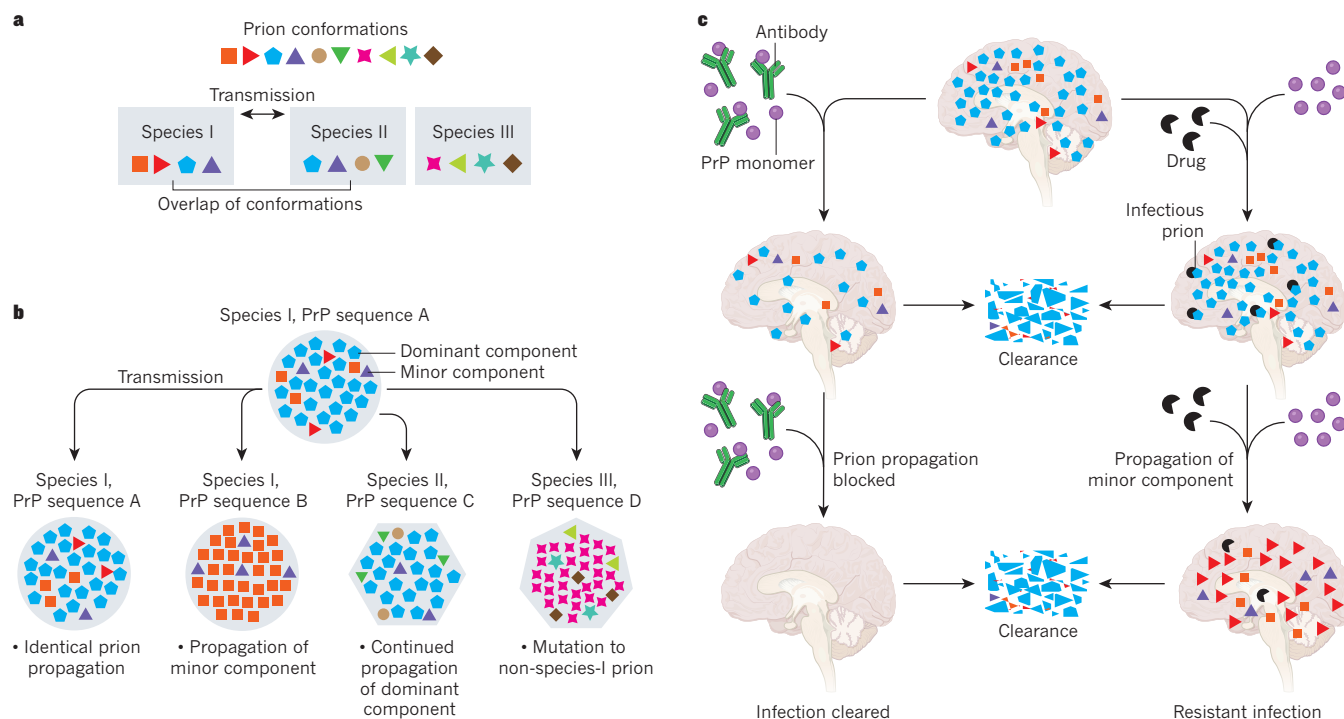 a
Prion conformations
Transmission
Species I
Species II
Species III
Overlap of conformations
b
Species I, PrP sequence A
Dominant component
Minor component
Transmission
Species I,
PrP sequence A
Species I,
PrP sequence B
Species II,
PrP sequence C
Species III,
PrP sequence D
• Identical prion
propagation
• Propagation of
minor component
• Continued
propagation
of dominant
component
• Mutation to
non-species-I prion
c
Antibody
PrP monomer
Drug
Infectious
prion
Clearance
Prion propagation
blocked
Propagation of
minor component
Clearance
Infection cleared
Resistant infection